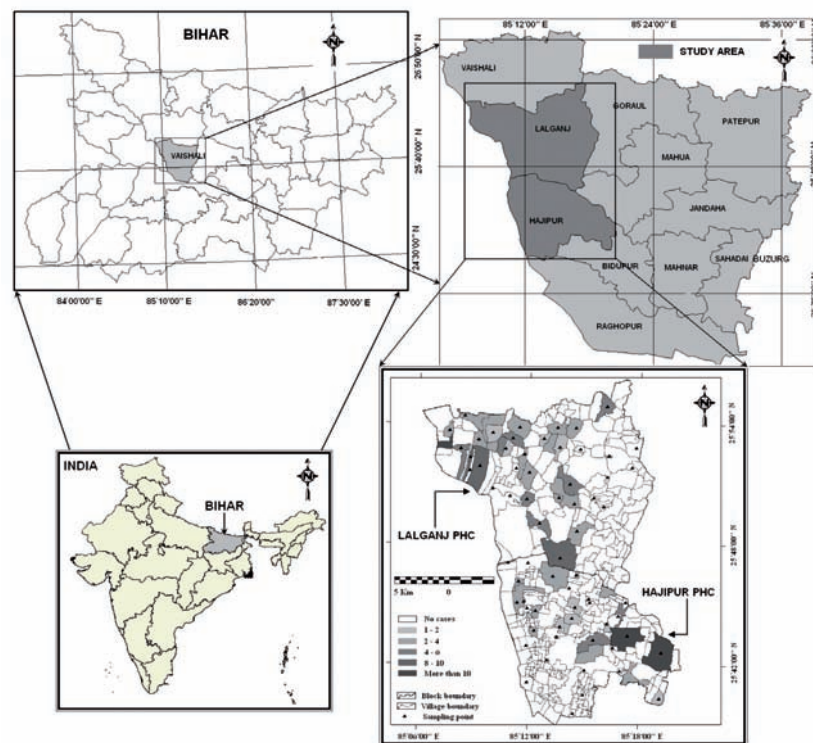 BIHAR
N
VAISHALI
26°50'00" N
25°40'00" N
24°30'00" N
84°00'00" E
85°10'00" E
86°20'00" E
87°30'00" E
85°12'00" E
85°24'00" E
85°36'00" E
STUDY AREA
N
VAISHALI
GORAUL
PATEPUR
LALGANJ
MAHUA
JANDAHA
HAJIPUR
BIDUPUR
MAHNAR
SAHADAI BUZURG
RAGHOPUR
INDIA
N
BIHAR
N
25°54'00" N
25°48'00" N
25°42'00" N
LALGANJ PHC
HAJIPUR PHC
5 Km 0
No cases
1 - 2
2 - 4
4 - 6
8 - 10
More than 10
Block boundary
Village boundary
Sampling point
85°06'00" E
85°12'00" E
85°18'00" E